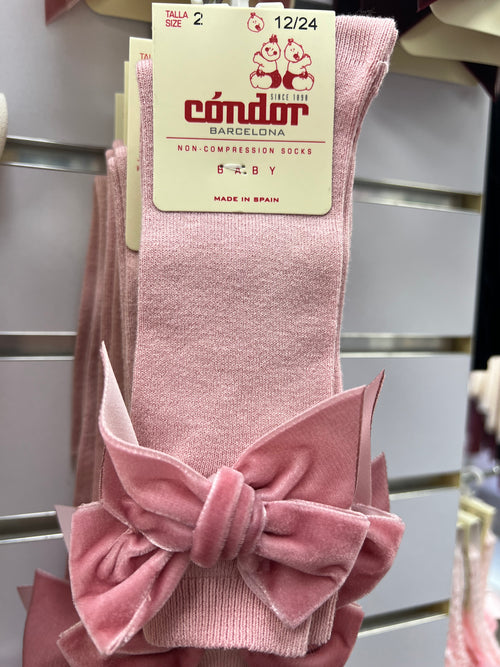 TALLA
SIZE
2
12/24
SINCE 1898
cóndor
BARCELONA
NON-COMPRESSION SOCKS
BABY
MADE IN SPAIN